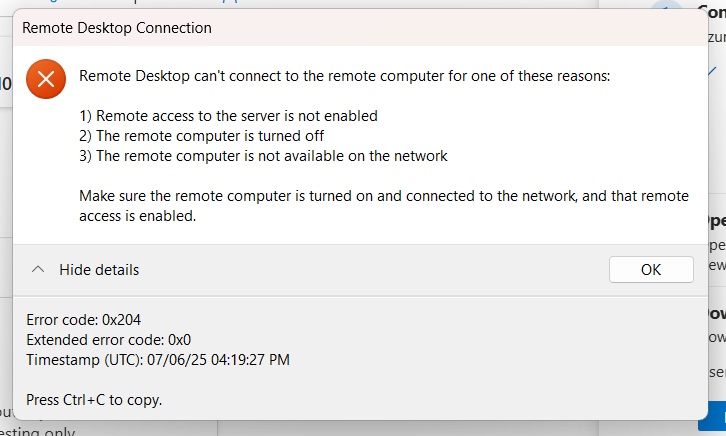 Remote Desktop Connection
Remote Desktop can't connect to the remote computer for one of these reasons:
1) Remote access to the server is not enabled
2) The remote computer is turned off
3) The remote computer is not available on the network
Make sure the remote computer is turned on and connected to the network, and that remote
access is enabled.
Hide details
OK
Error code: 0x204
Extended error code: 0x0
Timestamp (UTC): 07/06/25 04:19:27 PM
Press Ctrl+C to copy.
esting only